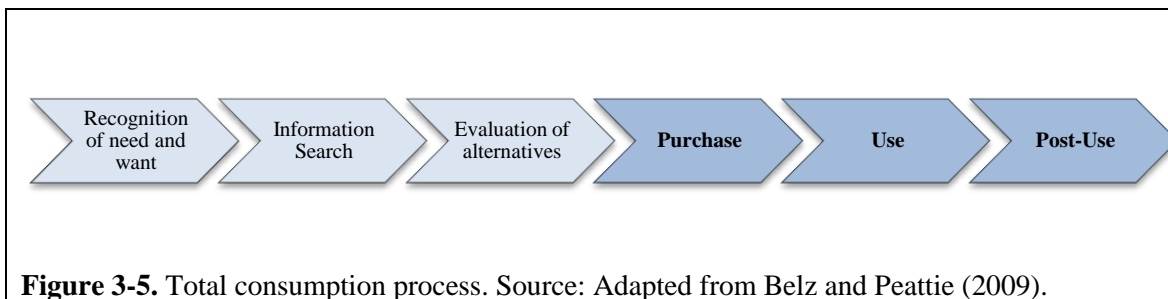 Recognition
of need and
want
Information
Search
Evaluation of
alternatives
Purchase
Use
Post-Use
Figure 3-5. Total consumption process. Source: Adapted from Belz and Peattie (2009).